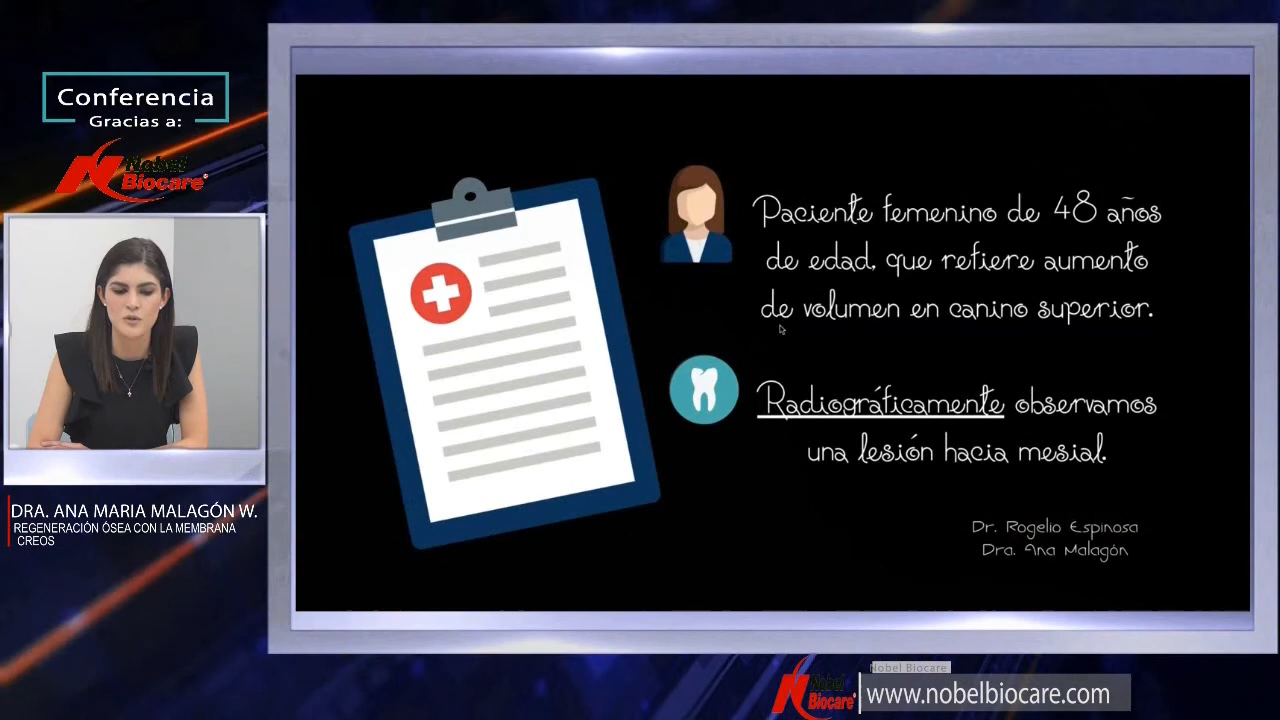 Conferencia
Gracias a:
Nobel
Biocare
Paciente femenino de 48 años
de edad, que refiere aumento
de volumen en canino superior.
Radiográficamente observamos
una lesión hacia mesial.
Dr. Rogelio Espinosa
Dra. Ana Malagón
DRA. ANA MARIA MALAGÓN W.
REGENERACIÓN ÓSEA CON LA MEMBRANA
CREOS
Nobel Biocare
Nobel
Biocare
www.nobelbiocare.com